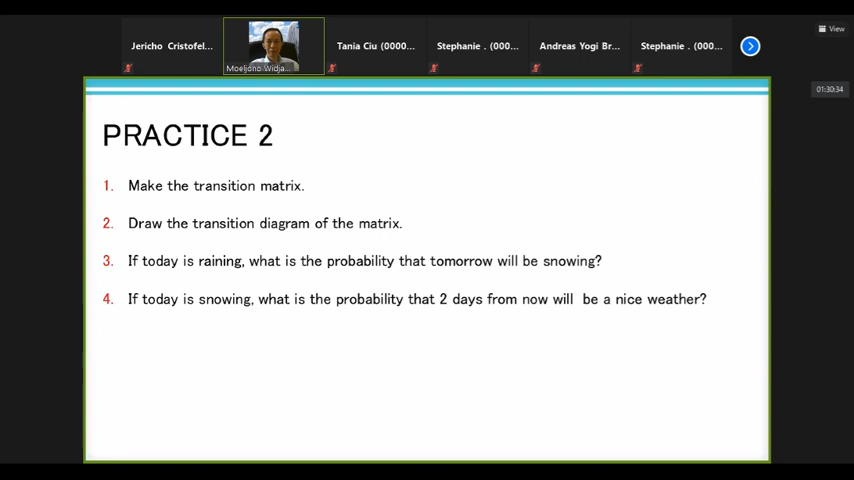 View
Jericho Cristofel...
Moeljono Widja...
Tania Ciu (0000...
Stephanie . (000...
Andreas Yogi Br...
Stephanie . (000...
01:30:34
PRACTICE 2
1. Make the transition matrix.
2. Draw the transition diagram of the matrix.
3. If today is raining, what is the probability that tomorrow will be snowing?
4. If today is snowing, what is the probability that 2 days from now will be a nice weather?